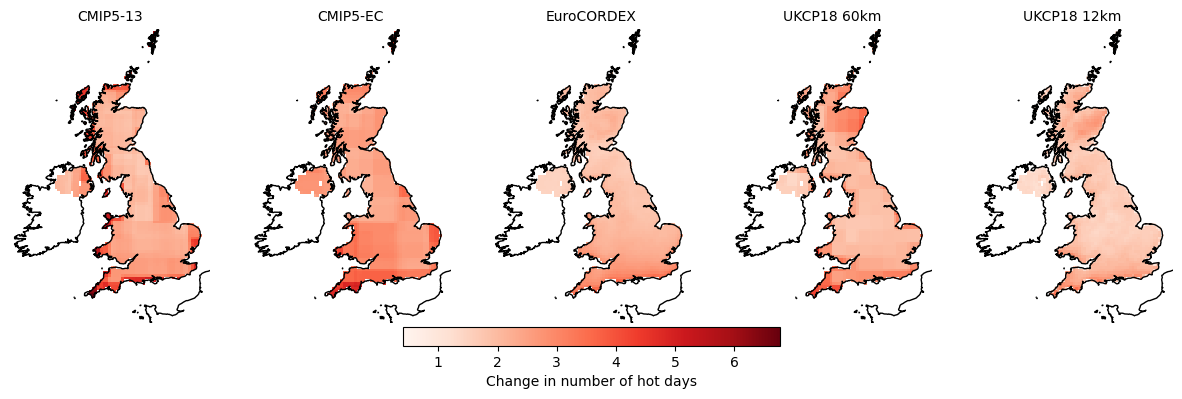 CMIP5-13 CMIP5-EC EuroCORDEX UKCP18 60km UKCP18 12km
1 2 3 4 5 6
Change in number of hot days